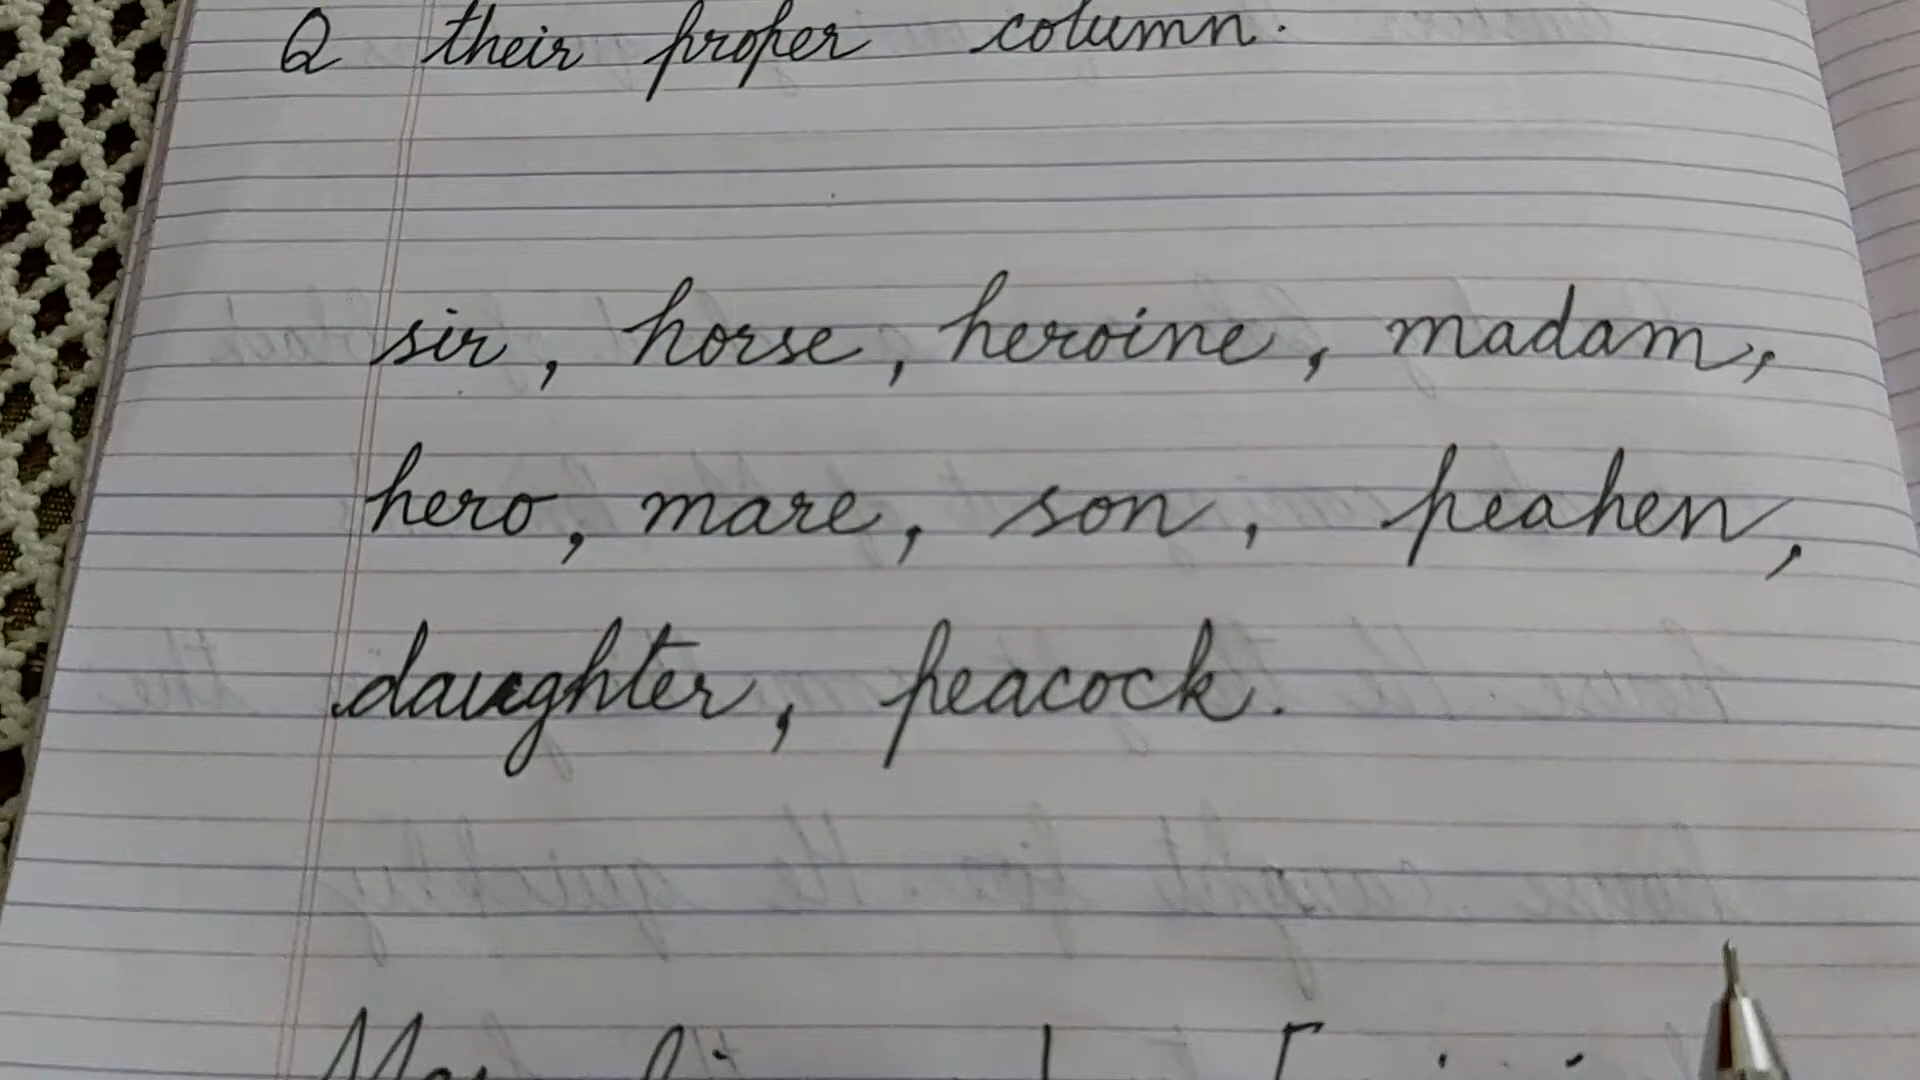 Q their proper column.
sir, horse, heroine, madam,
hero, mare, son, peahen,
daughter, peacock.